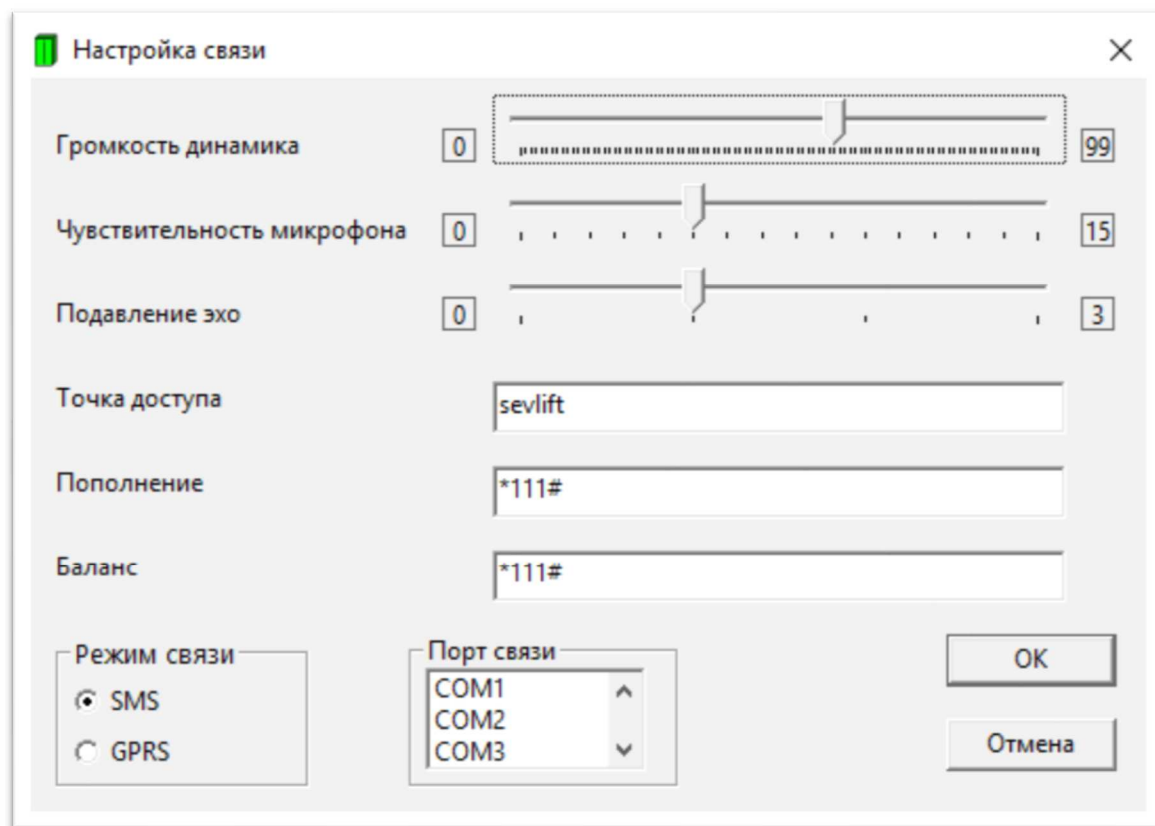 Настройка связи
Громкость динамика 0 99
Чувствительность микрофона 0 15
Подавление эхо 0 3
Точка доступа sevlift
Пополнение *111#
Баланс *111#
Режим связи
SMS
GPRS
Порт связи
COM1
COM2
COM3
OK
Отмена